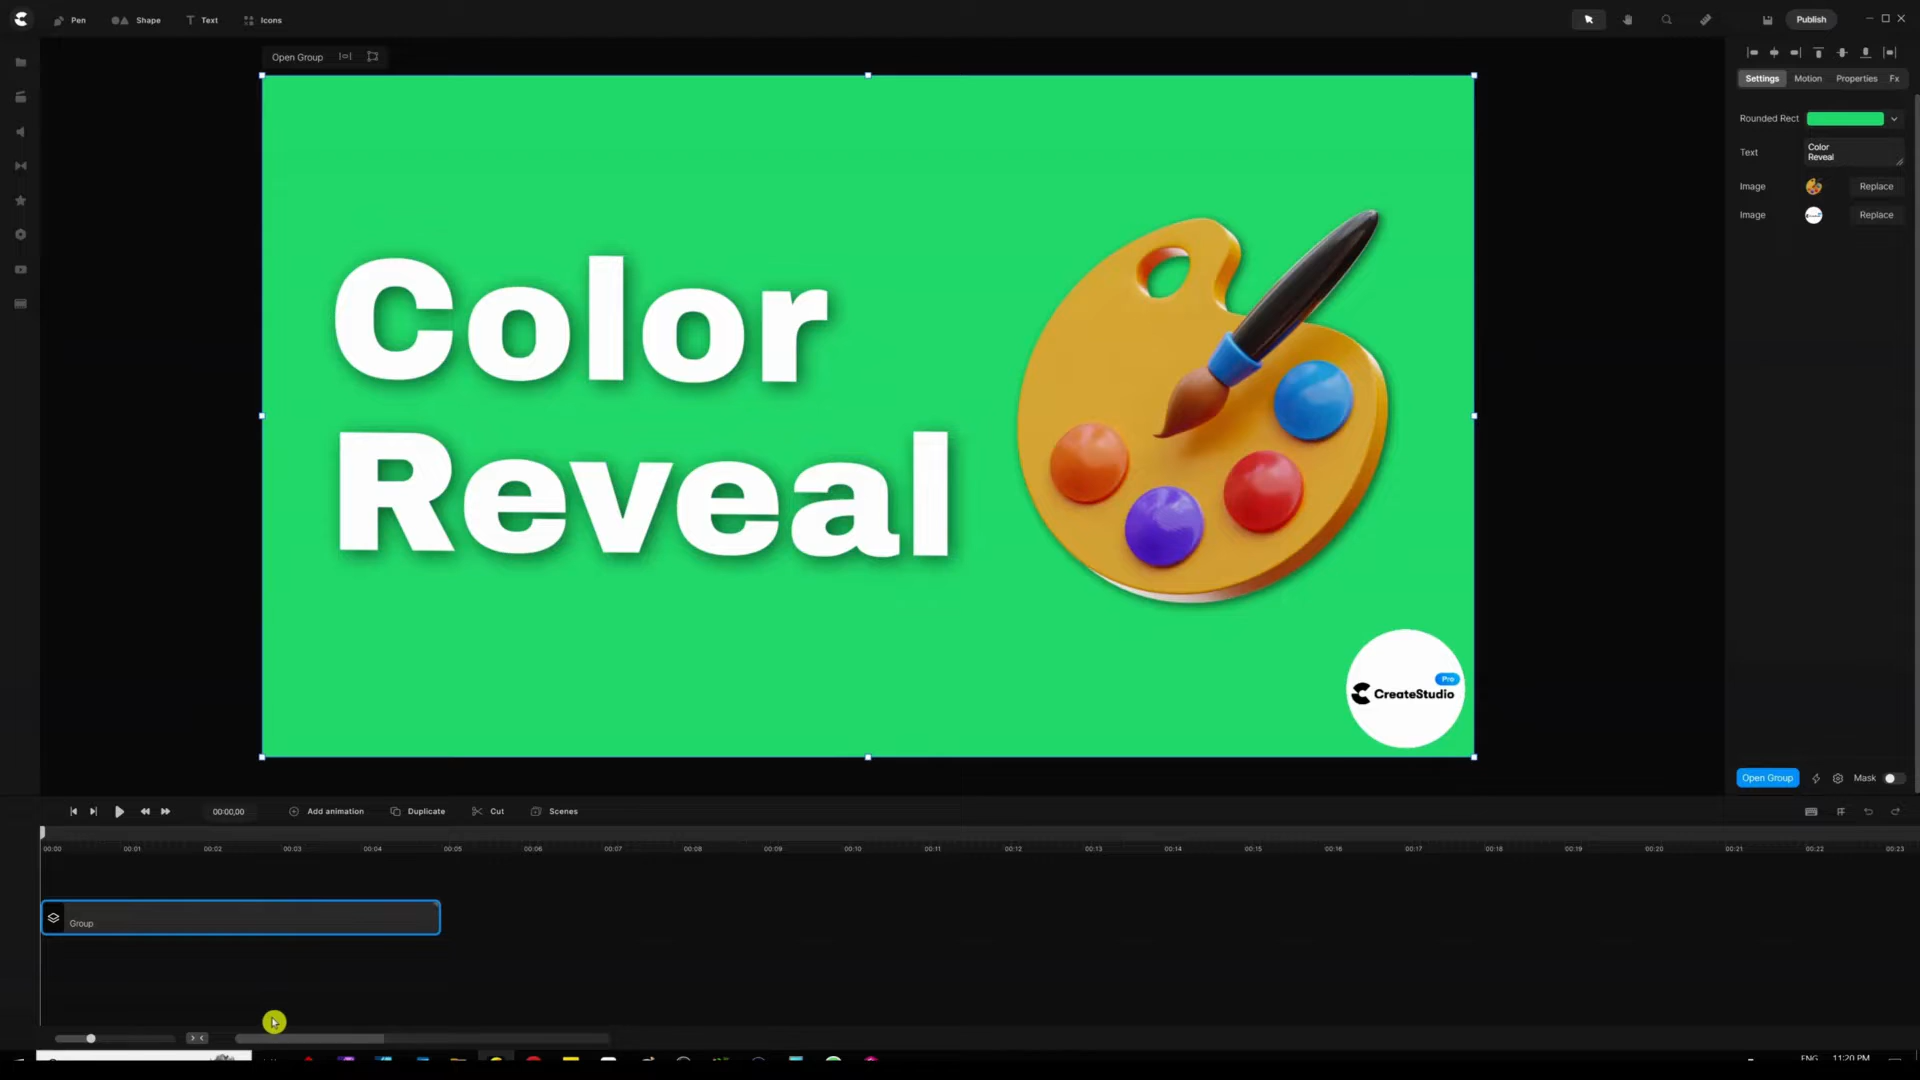 Pen
Shape
Text
Icons
Publish
Open Group
Settings
Motion
Properties
Fx
Rounded Rect
Text
Color
Reveal
Image
Replace
Image
Replace
Color
Reveal
Pro
CreateStudio
Open Group
Mask
00:00,00
Add animation
Duplicate
Cut
Scenes
00:00
00:01
00:02
00:03
00:04
00:05
00:06
00:07
00:08
00:09
00:10
00:11
00:12
00:13
00:14
00:15
00:16
00:17
00:18
00:19
00:20
00:21
00:22
00:23
Group
ENG
11:20 PM